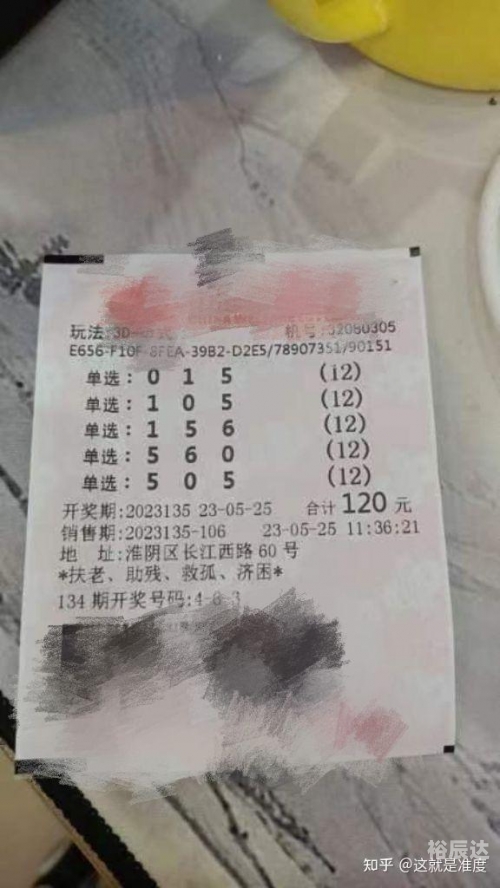 玩法:3D-
机号:32080305
E656-F10F-8FEA-39B2-D2E5/78907351/90151
单选: 0 1 5 (12)
单选: 1 0 5 (12)
单选: 1 5 6 (12)
单选: 5 6 0 (12)
单选: 5 0 5 (12)
开奖期:2023135 23-05-25 合计 120 元
销售期:2023135-106 23-05-25 11:36:21
地 址:淮阴区长江西路 60 号
*扶老、助残、救孤、济困*
134 期开奖号码:4-6-3
裕辰达
知乎 @这就是准度